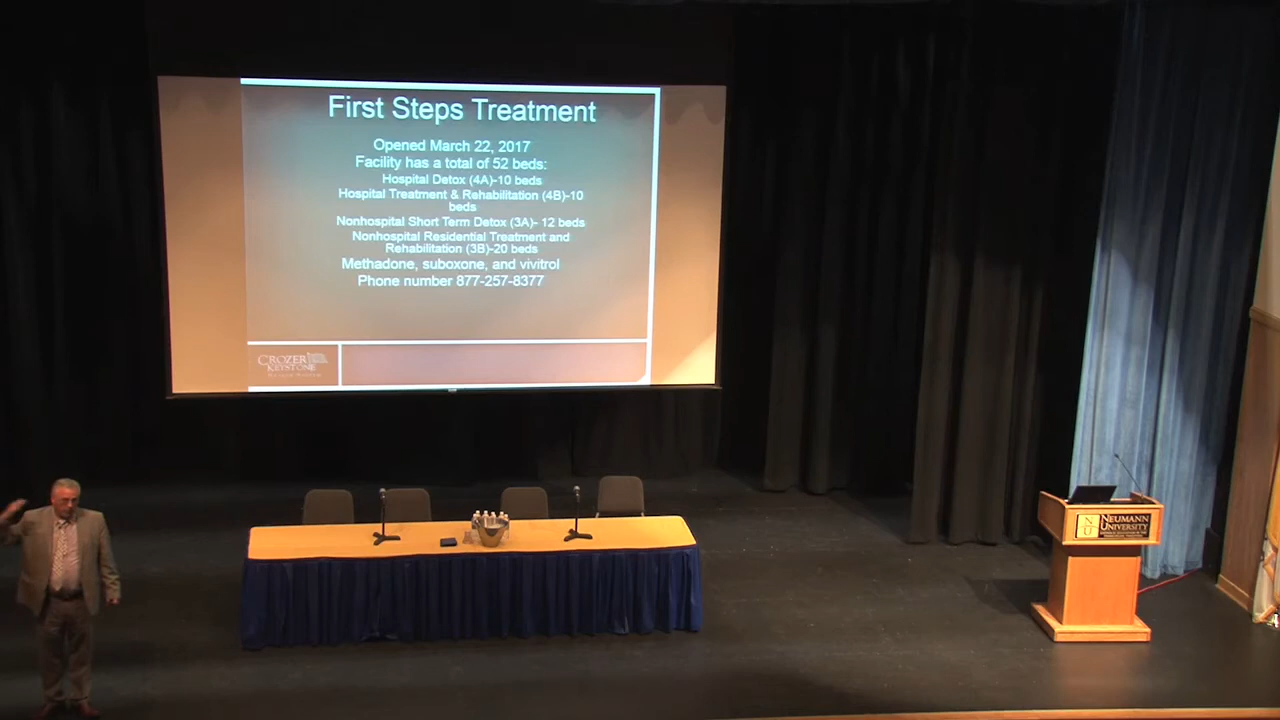 First Steps Treatment
Opened March 22, 2017
Facility has a total of 52 beds:
Hospital Detox (4A)-10 beds
Hospital Treatment & Rehabilitation (4B)-10
beds
Nonhospital Short Term Detox (3A)- 12 beds
Nonhospital Residential Treatment and
Rehabilitation (3B)-20 beds
Methadone, suboxone, and vivitrol
Phone number 877-257-8377
CROZER
KEYSTONE
N
U
NEUMANN
UNIVERSITY